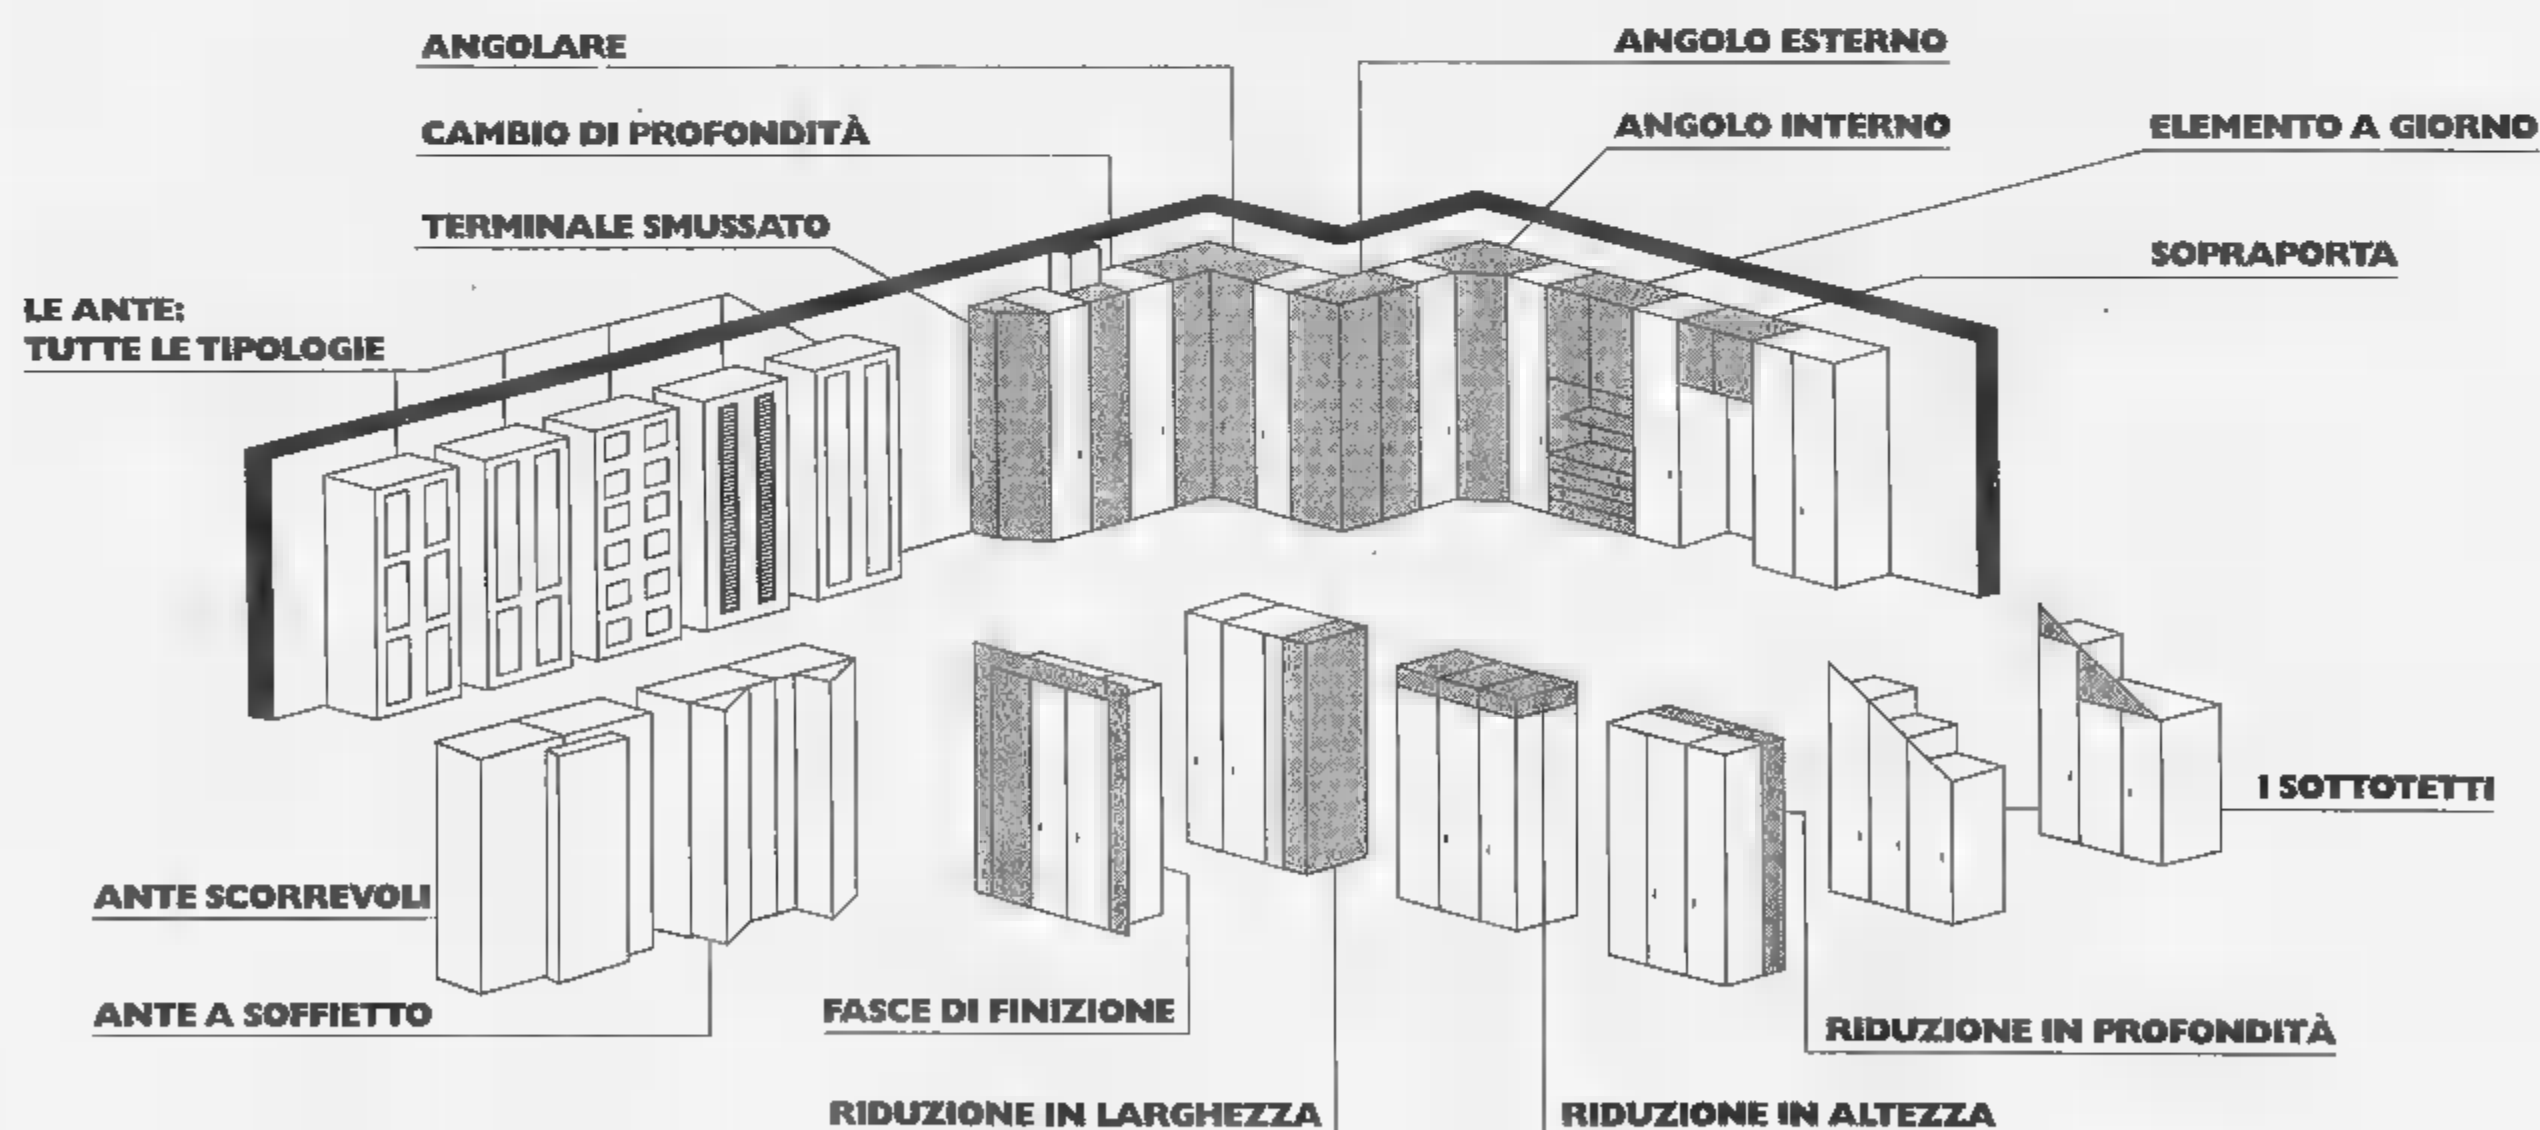 ANGOLARE
ANGOLO ESTERNO
CAMBIO DI PROFONDITÀ
ANGOLO INTERNO
ELEMENTO A GIORNO
TERMINALE SMUSSATO
SOPRAPORTA
LE ANTE:
TUTTE LE TIPOLOGIE
I SOTTOTETTI
ANTE SCORREVOLI
ANTE A SOFFIETTO
FASCE DI FINIZIONE
RIDUZIONE IN PROFONDITÀ
RIDUZIONE IN LARGHEZZA
RIDUZIONE IN ALTEZZA